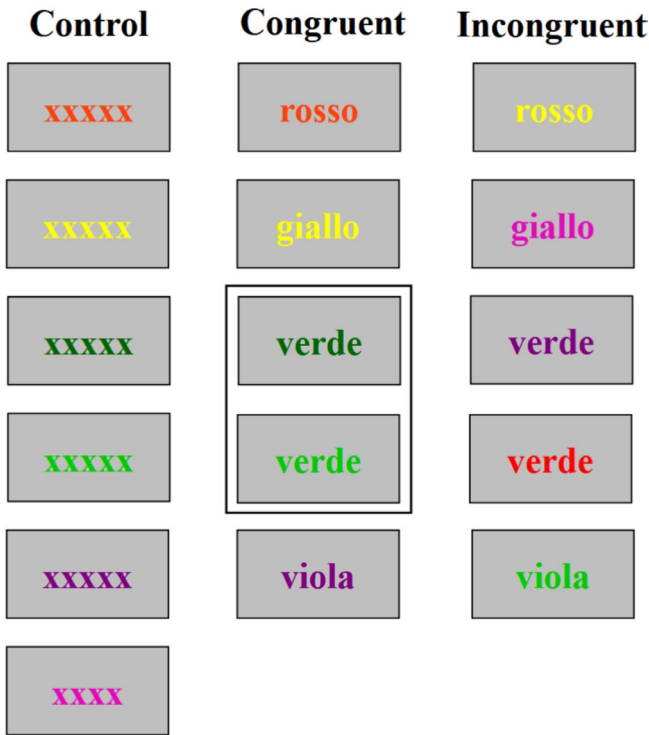 Control Congruent Incongruent
xxxxx rosso rosso
xxxxx giallo giallo
xxxxx verde verde
xxxxx verde verde
xxxxx viola viola
xxxx